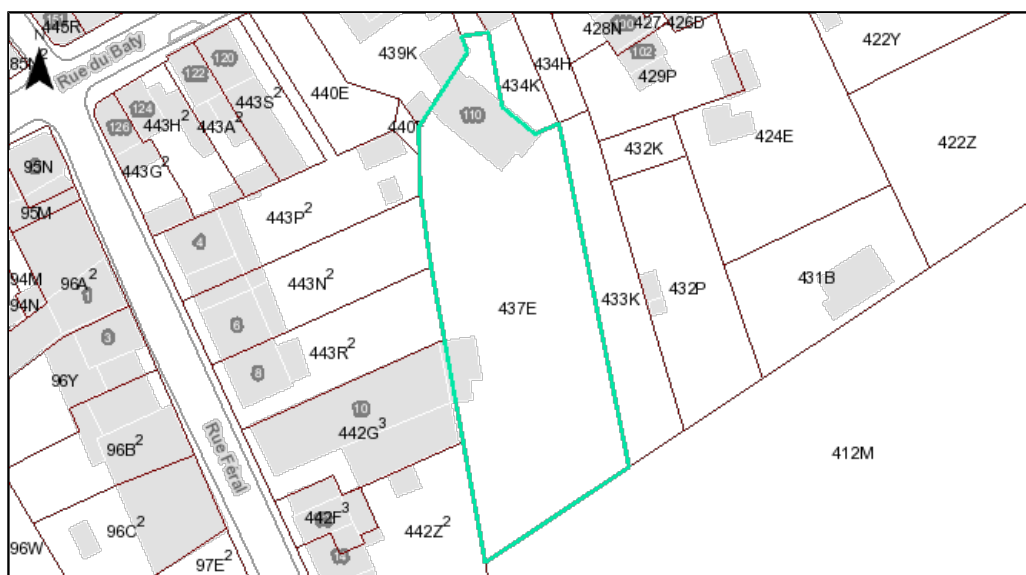 445R
N
85N²
Rue du Baty
439K
428N
100
427
426D
422Y
120
122
102
429P
434H
434K
124
126
443H²
443A²
443S²
440E
440
110
424E
422Z
95N
443G²
432K
95M
443P²
4
94M
94N
96A²
1
443N²
437E
433K
432P
431B
6
3
443R²
8
96Y
10
442G³
Rue Féral
96B²
412M
442F³
442Z²
96C²
96W
97E²